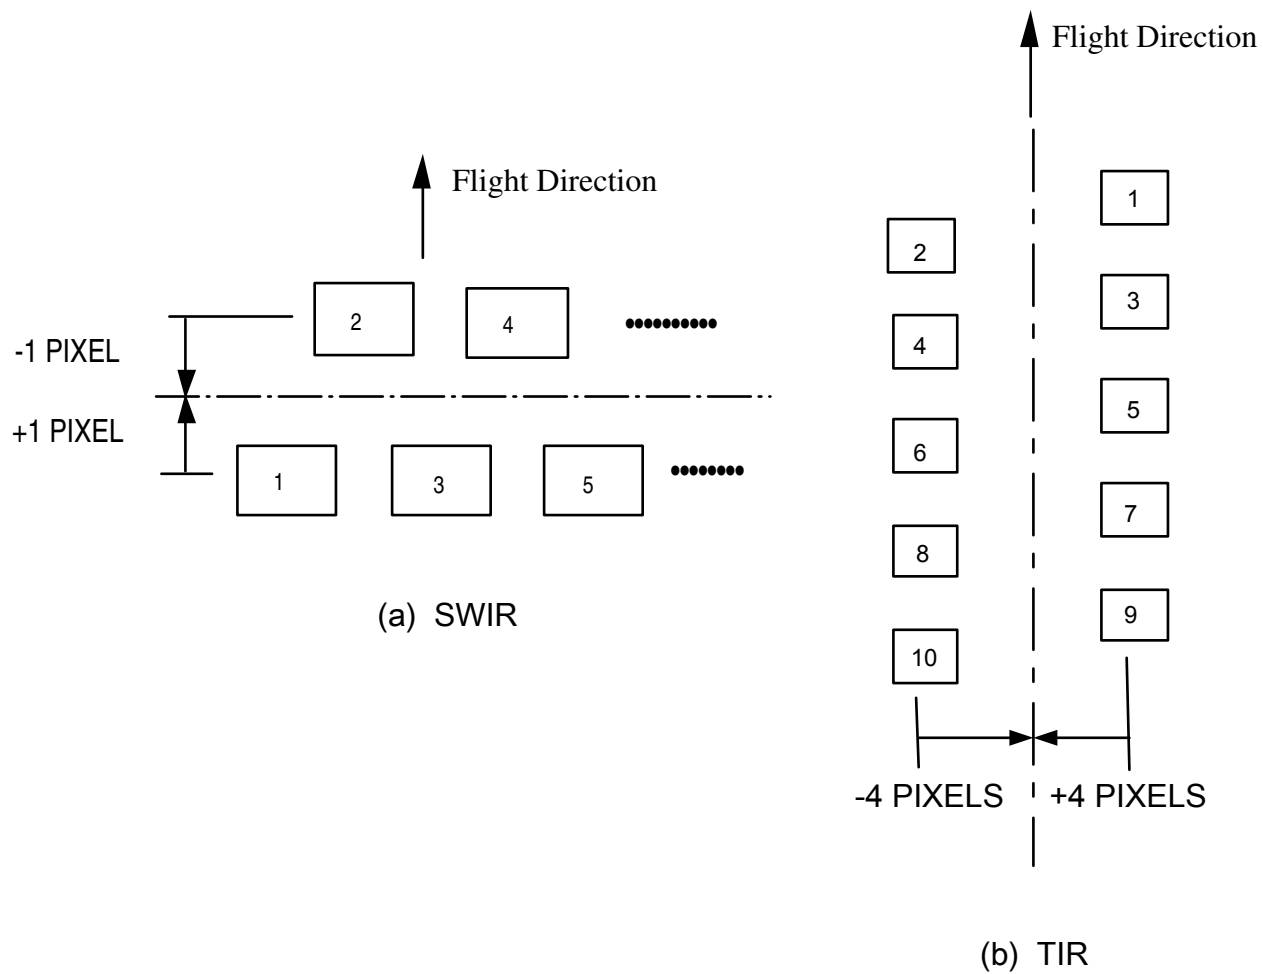 Flight Direction
2
4
-1 PIXEL
+1 PIXEL
1
3
5
(a) SWIR
Flight Direction
1
2
3
4
5
6
7
8
9
10
-4 PIXELS
+4 PIXELS
(b) TIR